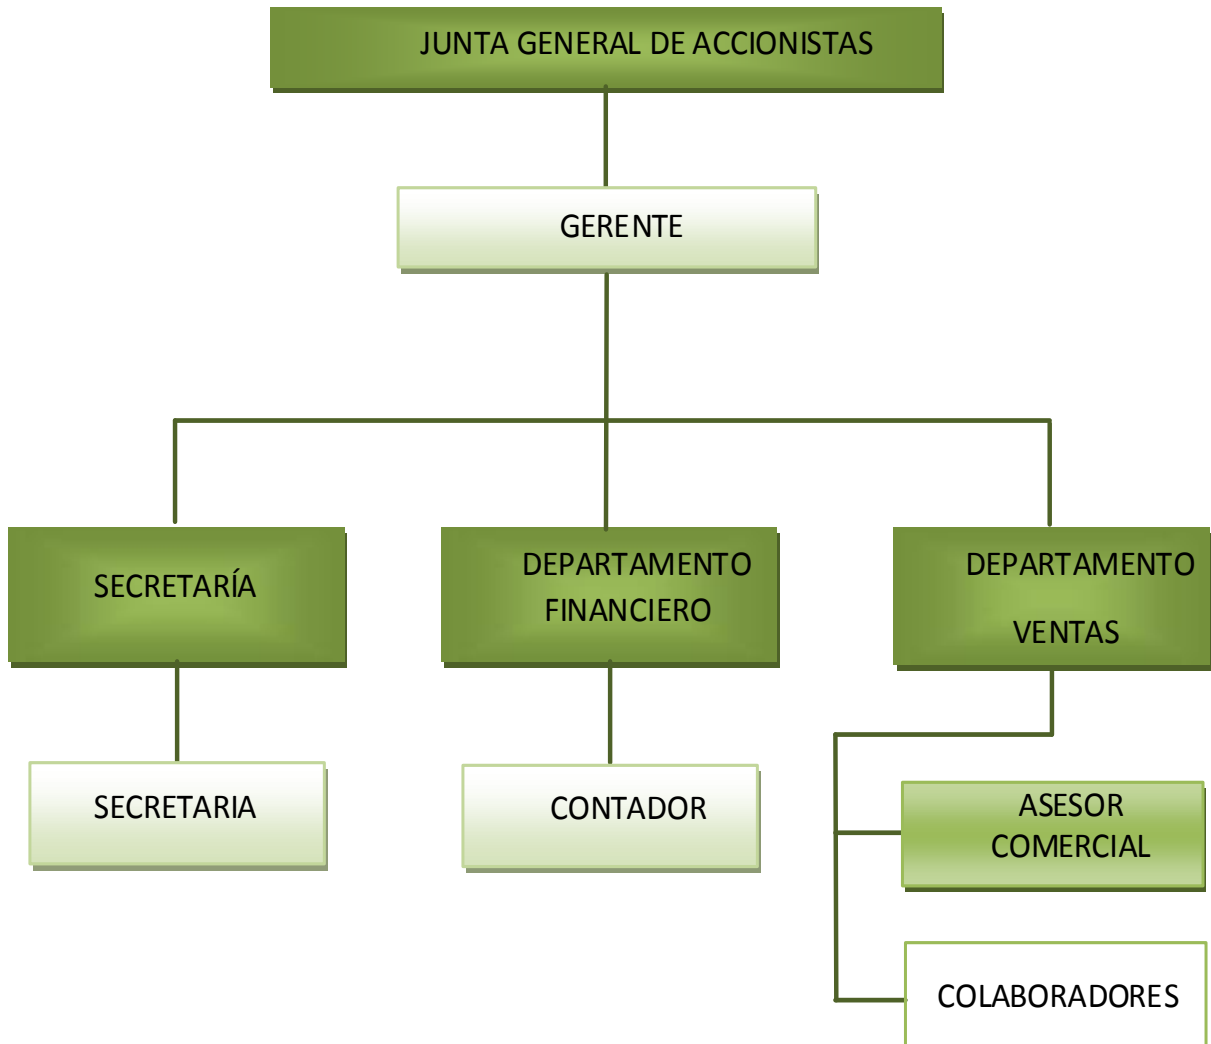 JUNTA GENERAL DE ACCIONISTAS
GERENTE
SECRETARÍA
DEPARTAMENTO
FINANCIERO
DEPARTAMENTO
VENTAS
SECRETARIA
CONTADOR
ASESOR
COMERCIAL
COLABORADORES